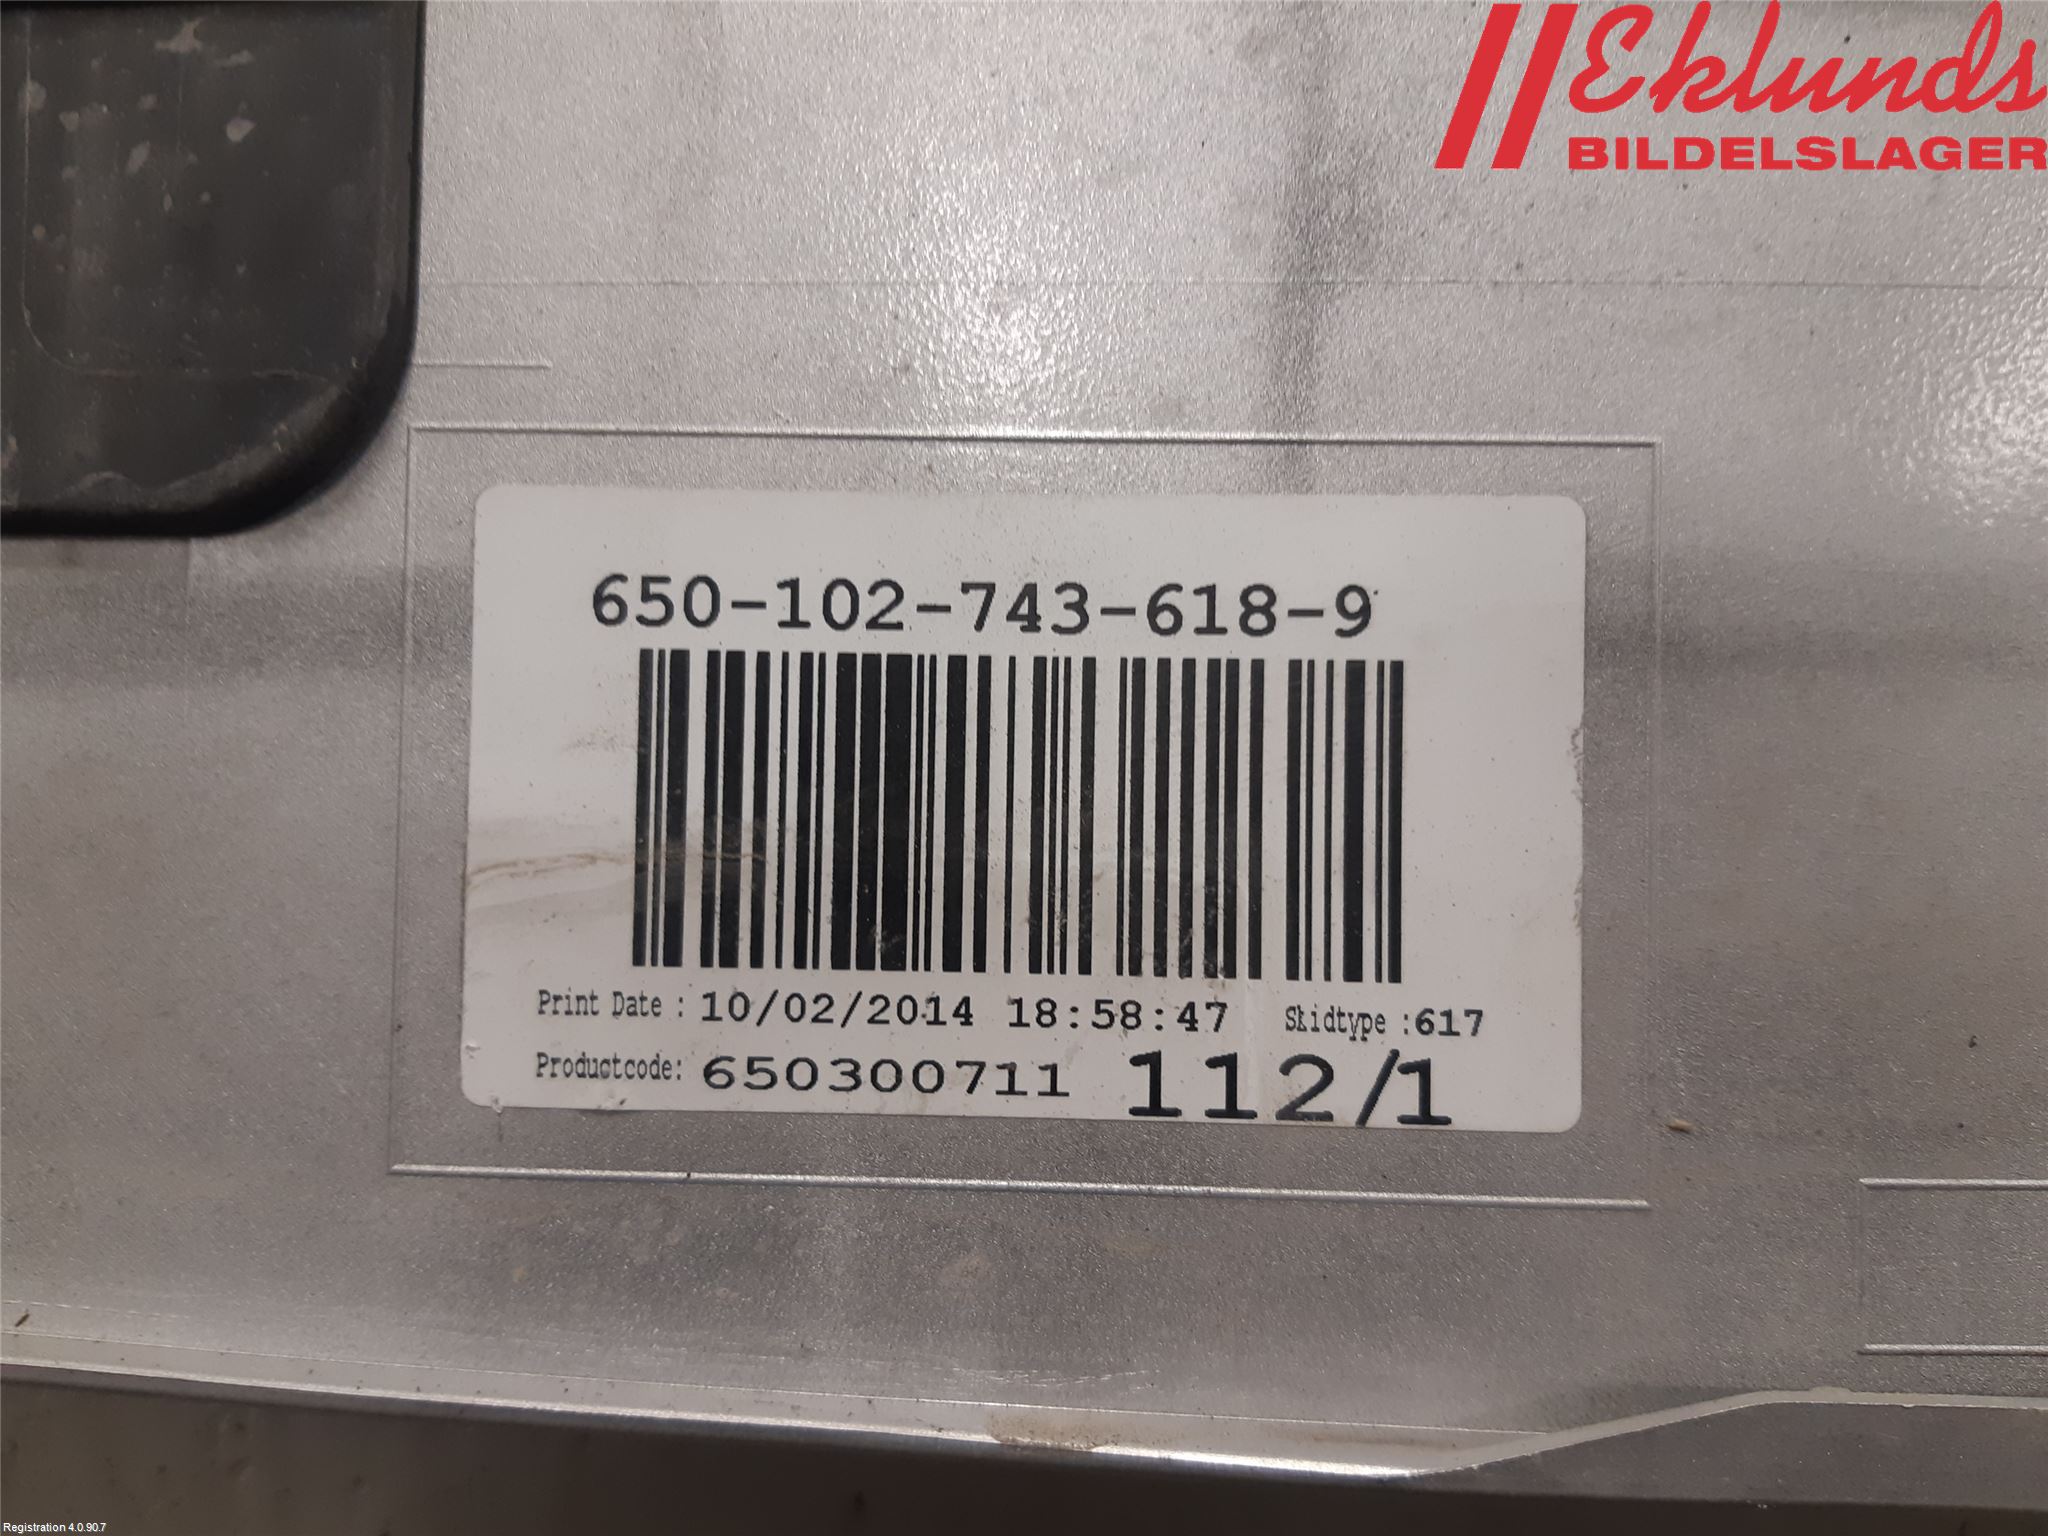 Eklunds
BILDELSLAGER
650-102-743-618-9
Print Date : 10/02/2014 18:58:47 Skidtype :617
Productcode: 650300711 112/1
Registration 4.0.90.7